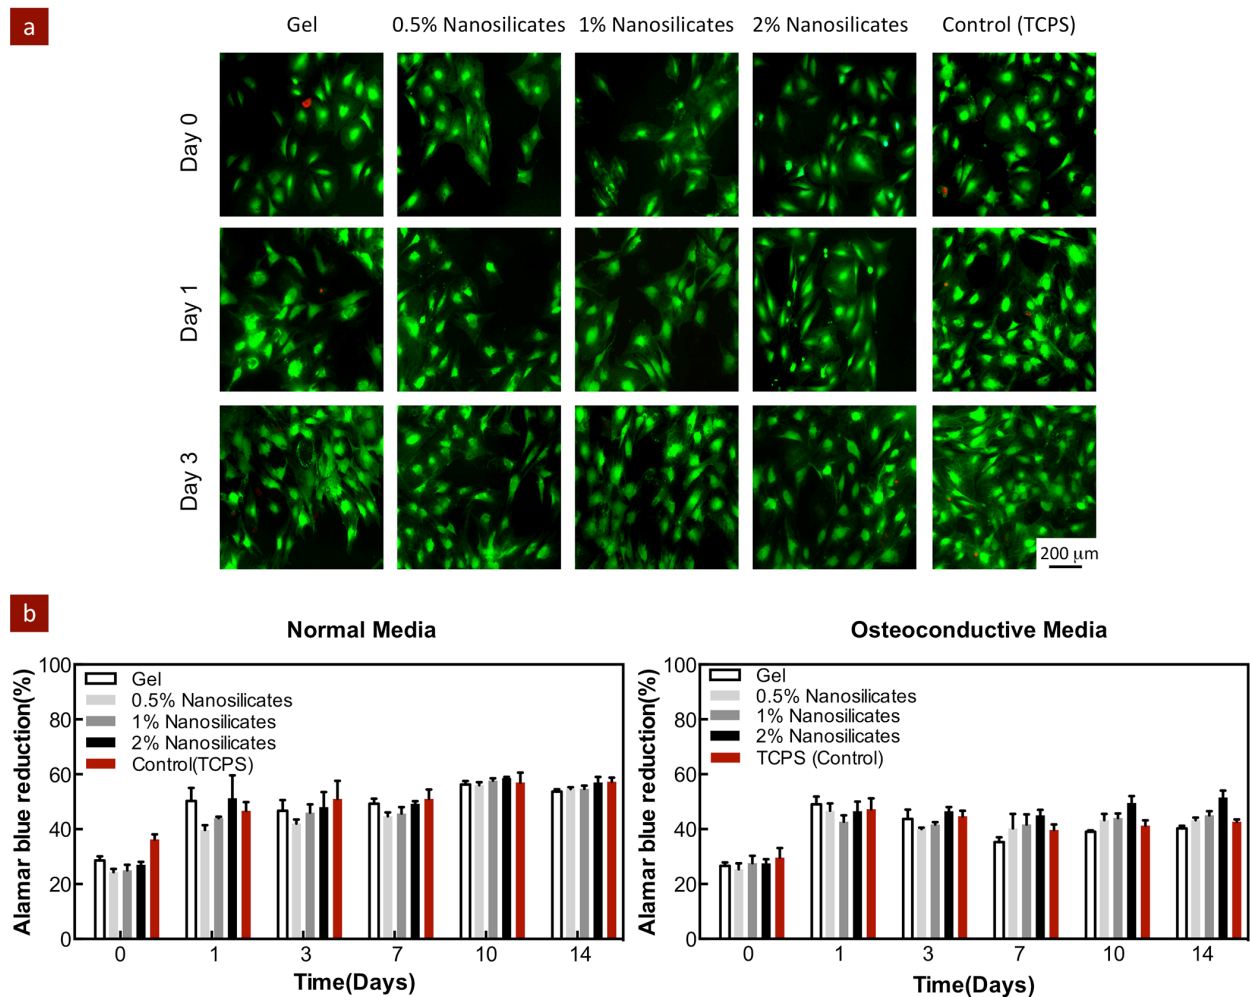 a
Gel 0.5% Nanosilicates 1% Nanosilicates 2% Nanosilicates Control (TCPS)
Day 0
Day 1
Day 3
200 μm
b
Normal Media
Alamar blue reduction(%)
100
80
60
40
20
0
Gel
0.5% Nanosilicates
1% Nanosilicates
2% Nanosilicates
Control(TCPS)
0 1 3 7 10 14
Time(Days)
Osteoconductive Media
Alamar blue reduction(%)
100
80
60
40
20
0
Gel
0.5% Nanosilicates
1% Nanosilicates
2% Nanosilicates
TCPS (Control)
0 1 3 7 10 14
Time(Days)